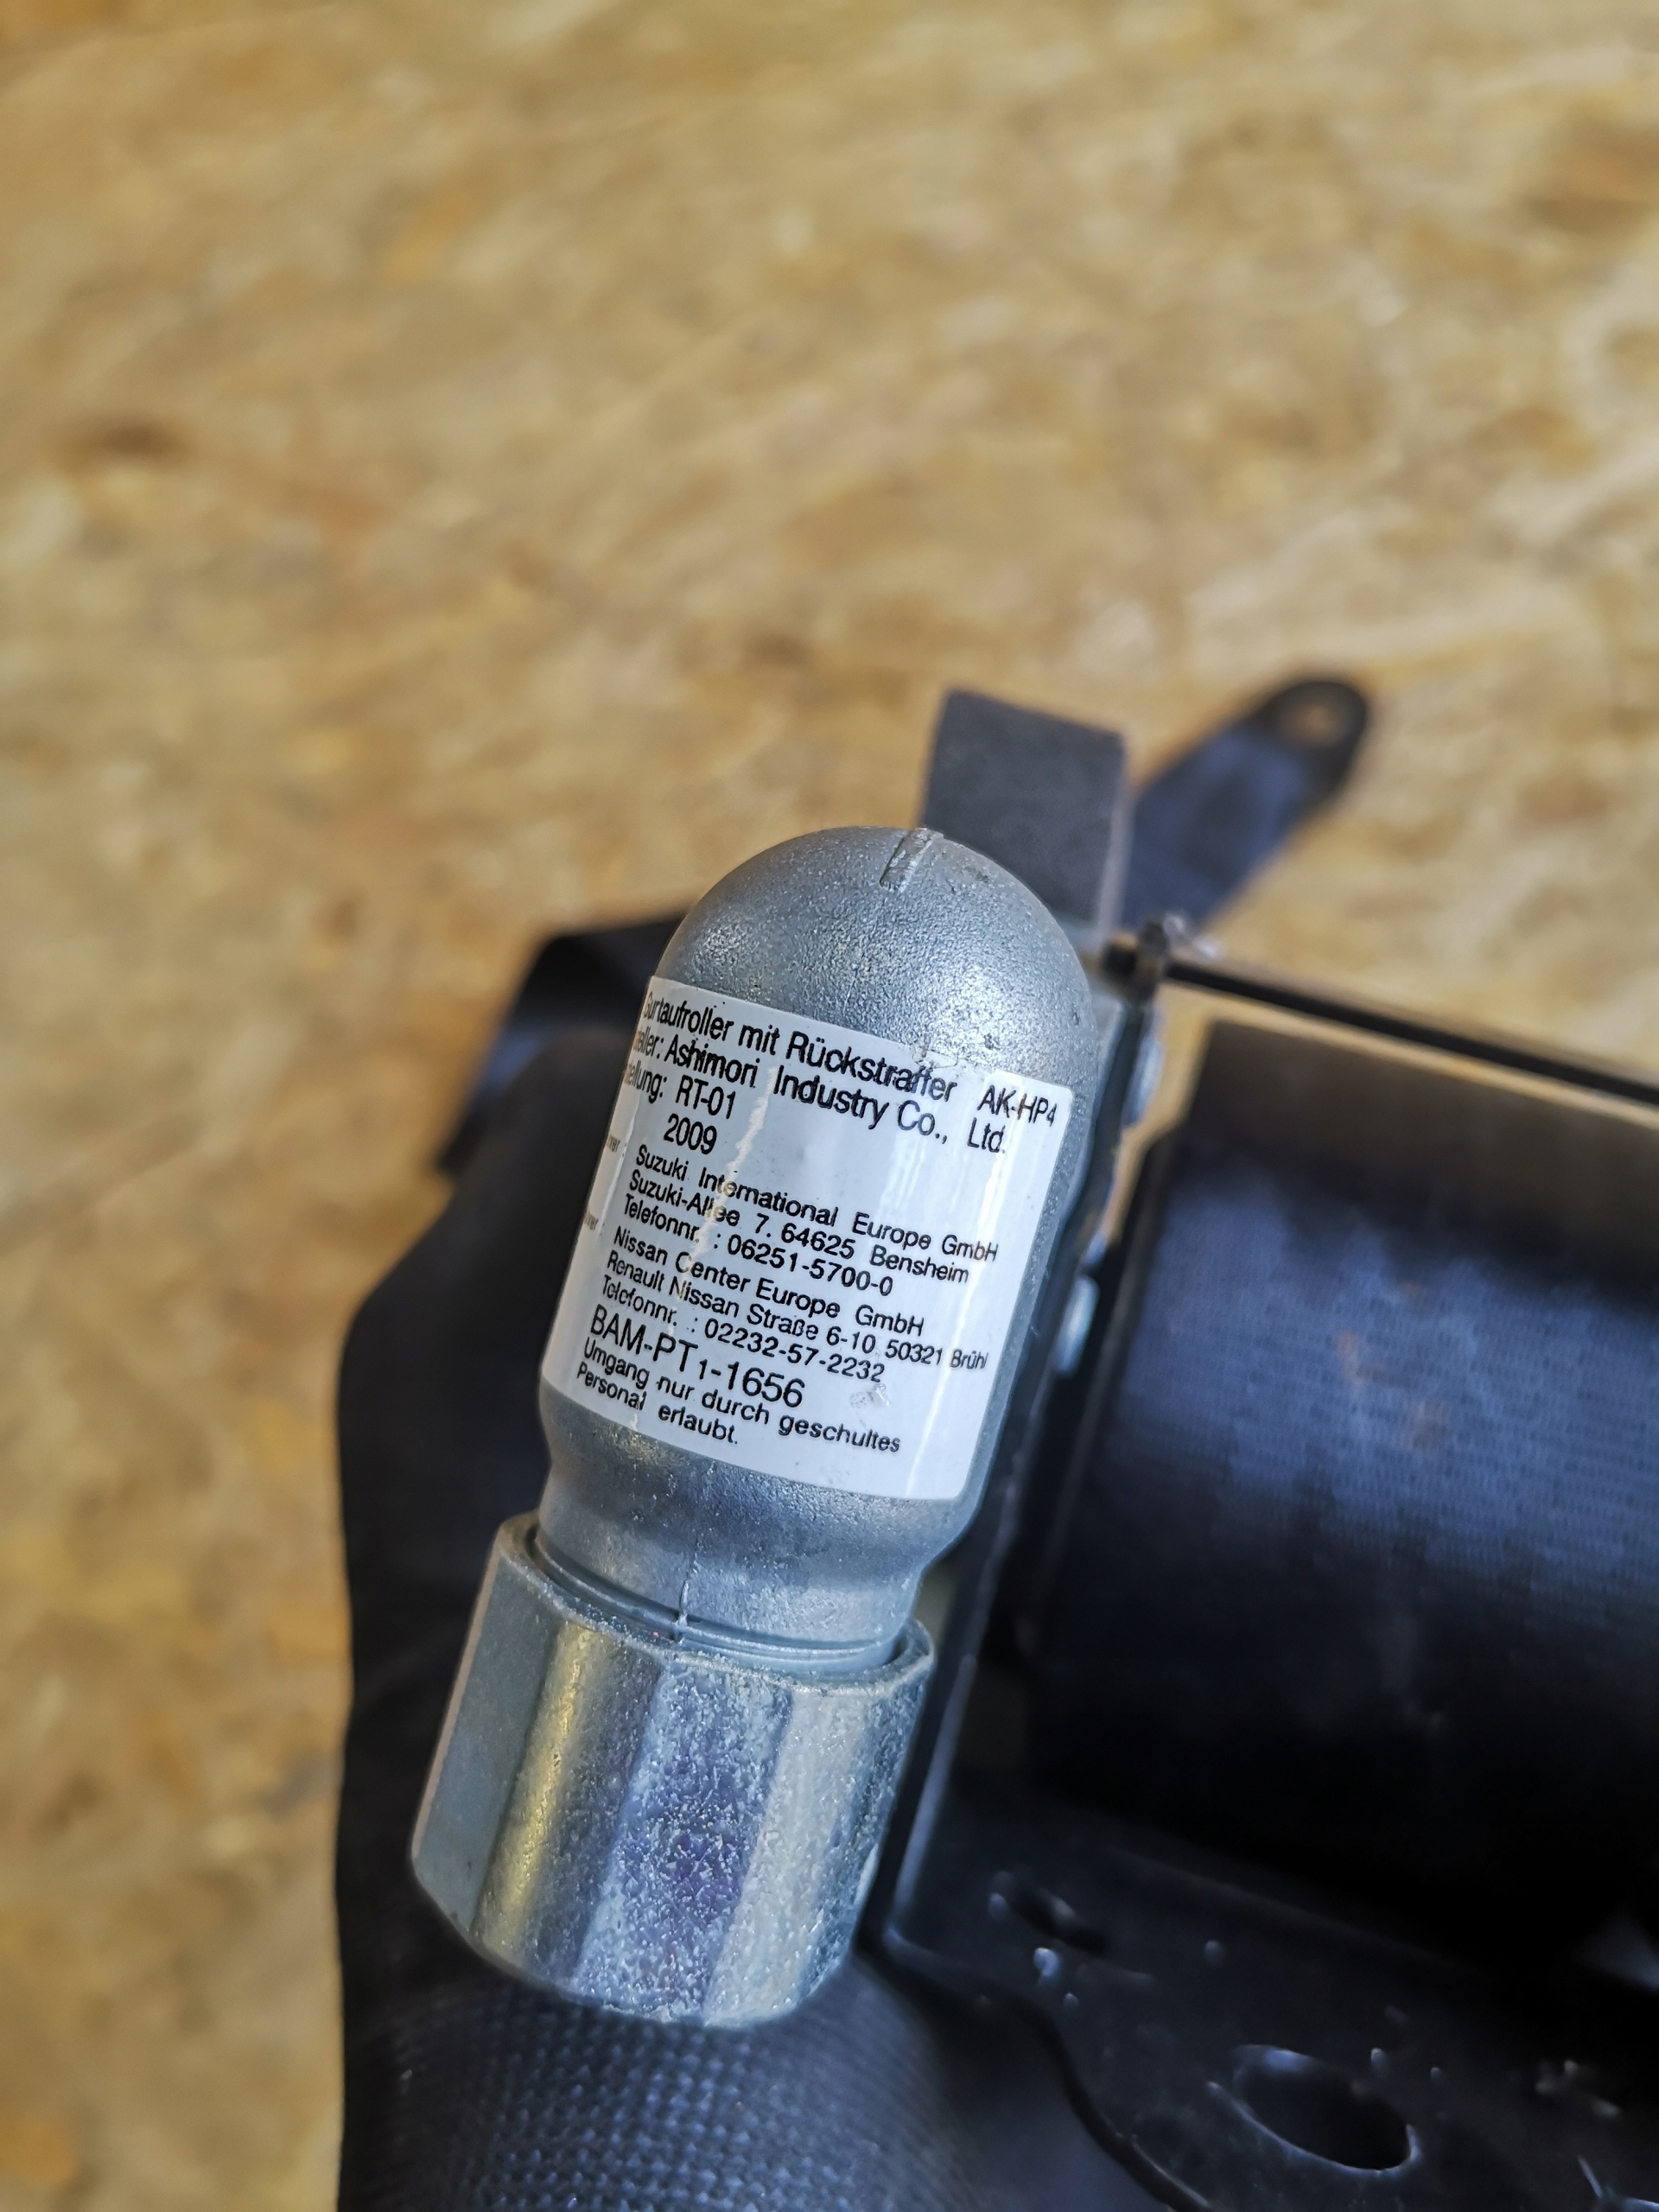 Gurtaufroller mit Rückstraffer AK-HP4
eller: Ashimori Industry Co., Ltd.
ellung: RT-01
2009
Suzuki International Europe GmbH
Suzuki-Allee 7. 64625 Bensheim
Telefonnr. : 06251-5700-0
Nissan Center Europe GmbH
Renault Nissan Straße 6-10 50321 Brühl
Telefonnr. : 02232-57-2232
BAM-PT1-1656
Umgang nur durch geschultes
Personal erlaubt.